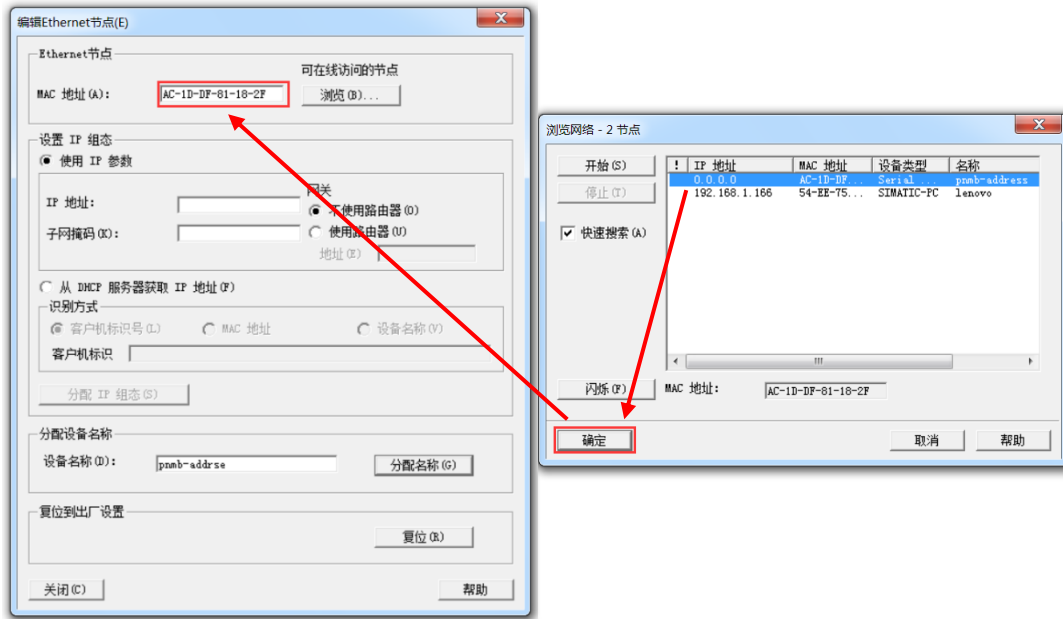 编辑Ethernet节点(E)
Ethernet节点
可在线访问的节点
MAC 地址(A):
AC-1D-DF-81-18-2F
浏览(B)...
设置 IP 组态
使用 IP 参数
网关
IP 地址:
不使用路由器(O)
子网掩码(K):
使用路由器(U)
地址(E)
从 DHCP 服务器获取 IP 地址(F)
识别方式
客户机标识号(L)
MAC 地址
设备名称(V)
客户机标识
分配 IP 组态(S)
分配设备名称
设备名称(D):
pnmb-addrse
分配名称(G)
复位到出厂设置
复位(R)
关闭(C)
帮助
浏览网络 - 2 节点
开始(S)
停止(T)
快速搜索(A)
! IP 地址 MAC 地址 设备类型 名称
0.0.0.0 AC-1D-DF... Serial ... pnmb-address
192.168.1.166 54-EE-75... SIMATIC-PC lenovo
闪烁(F)
MAC 地址:
AC-1D-DF-81-18-2F
确定
取消
帮助